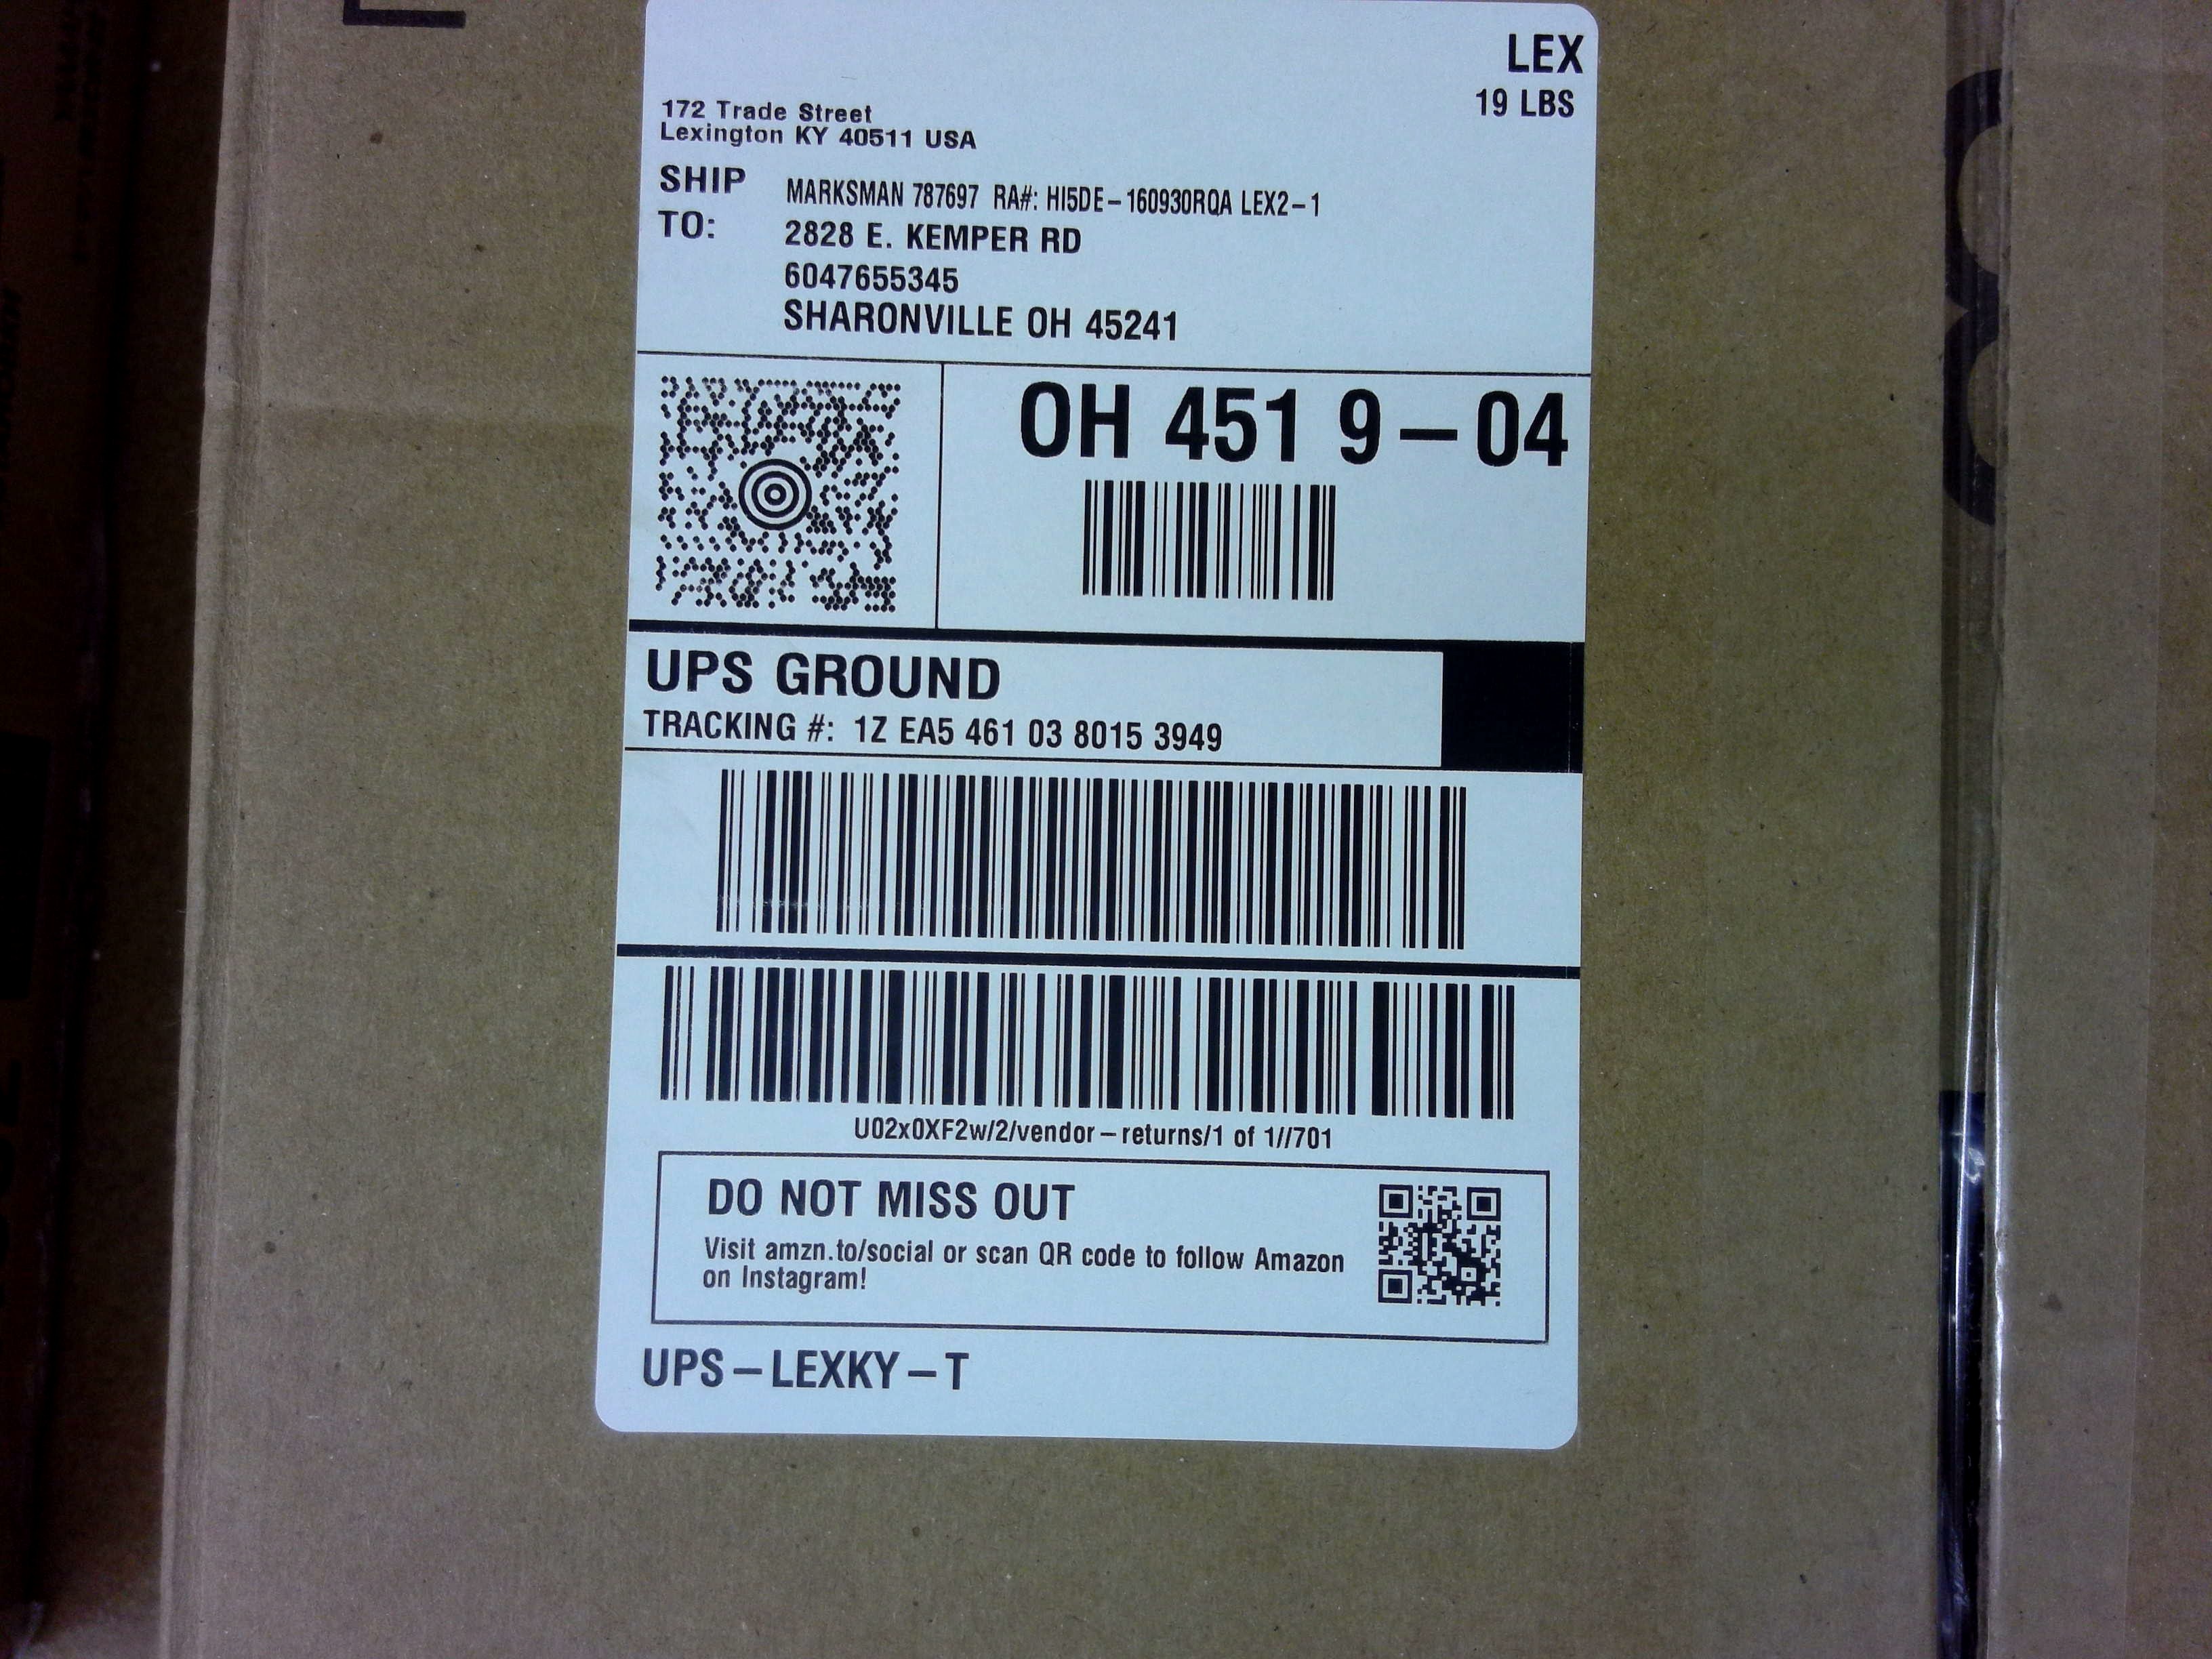 LEX
19 LBS
172 Trade Street
Lexington KY 40511 USA
SHIP
TO:
MARKSMAN 787697 RA#: HI5DE-160930RQA LEX2-1
2828 E. KEMPER RD
6047655345
SHARONVILLE OH 45241
OH 451 9-04
UPS GROUND
TRACKING #: 1Z EA5 461 03 8015 3949
U02x0XF2w/2/vendor-returns/1 of 1//701
DO NOT MISS OUT
Visit amzn.to/social or scan QR code to follow Amazon
on Instagram!
UPS-LEXKY-T